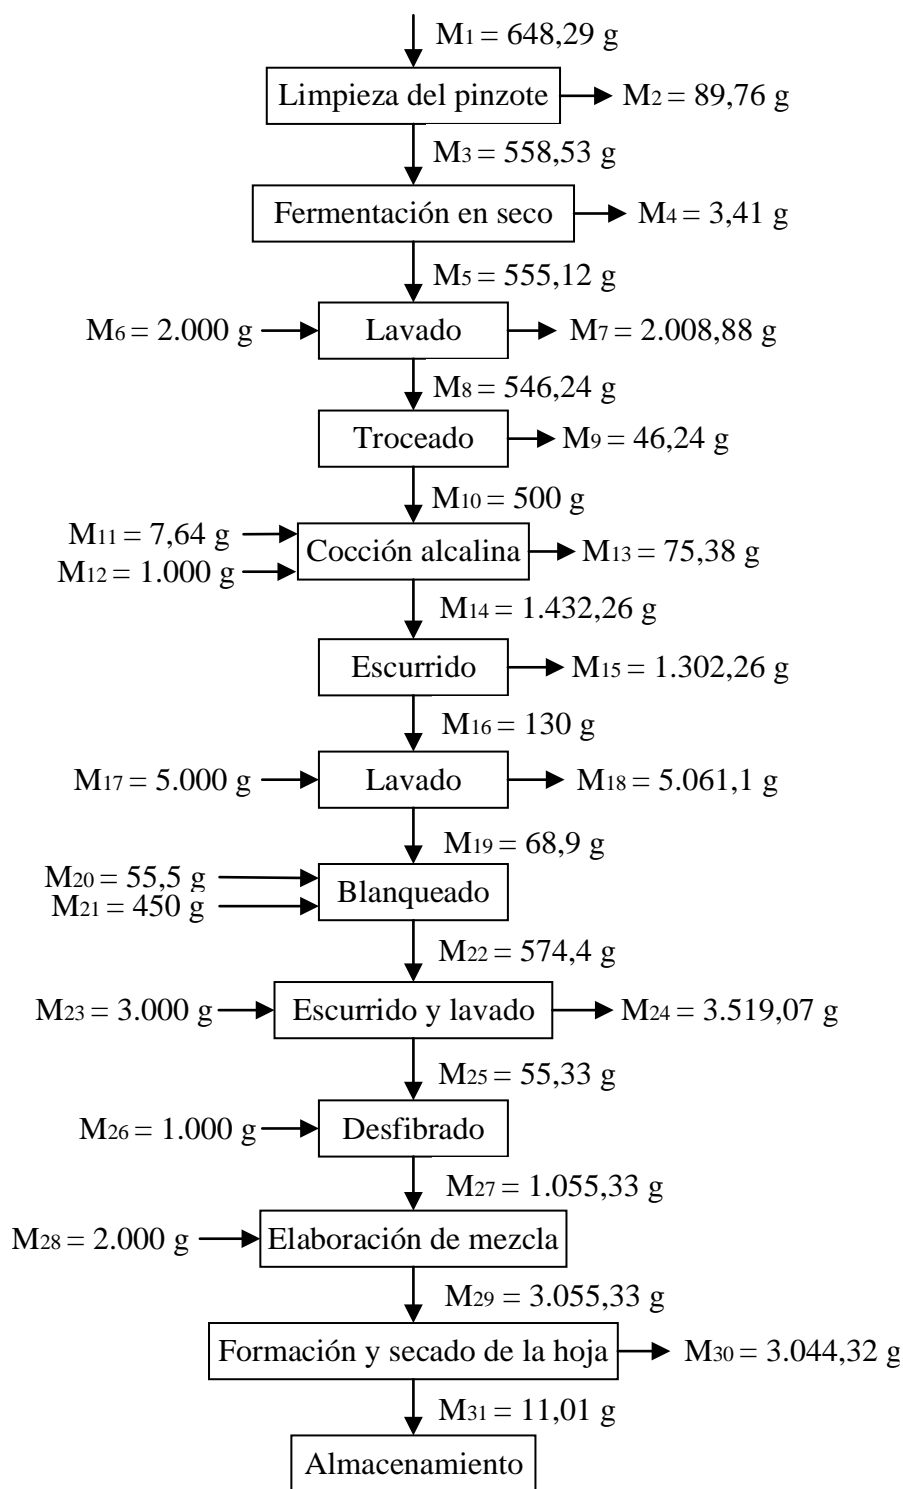 M1 = 648,29 g
Limpieza del pinzote
M2 = 89,76 g
M3 = 558,53 g
Fermentación en seco
M4 = 3,41 g
M5 = 555,12 g
M6 = 2.000 g
Lavado
M7 = 2.008,88 g
M8 = 546,24 g
Troceado
M9 = 46,24 g
M10 = 500 g
M11 = 7,64 g
M12 = 1.000 g
Cocción alcalina
M13 = 75,38 g
M14 = 1.432,26 g
Escurrido
M15 = 1.302,26 g
M16 = 130 g
M17 = 5.000 g
Lavado
M18 = 5.061,1 g
M19 = 68,9 g
M20 = 55,5 g
M21 = 450 g
Blanqueado
M22 = 574,4 g
M23 = 3.000 g
Escurrido y lavado
M24 = 3.519,07 g
M25 = 55,33 g
M26 = 1.000 g
Desfibrado
M27 = 1.055,33 g
M28 = 2.000 g
Elaboración de mezcla
M29 = 3.055,33 g
Formación y secado de la hoja
M30 = 3.044,32 g
M31 = 11,01 g
Almacenamiento